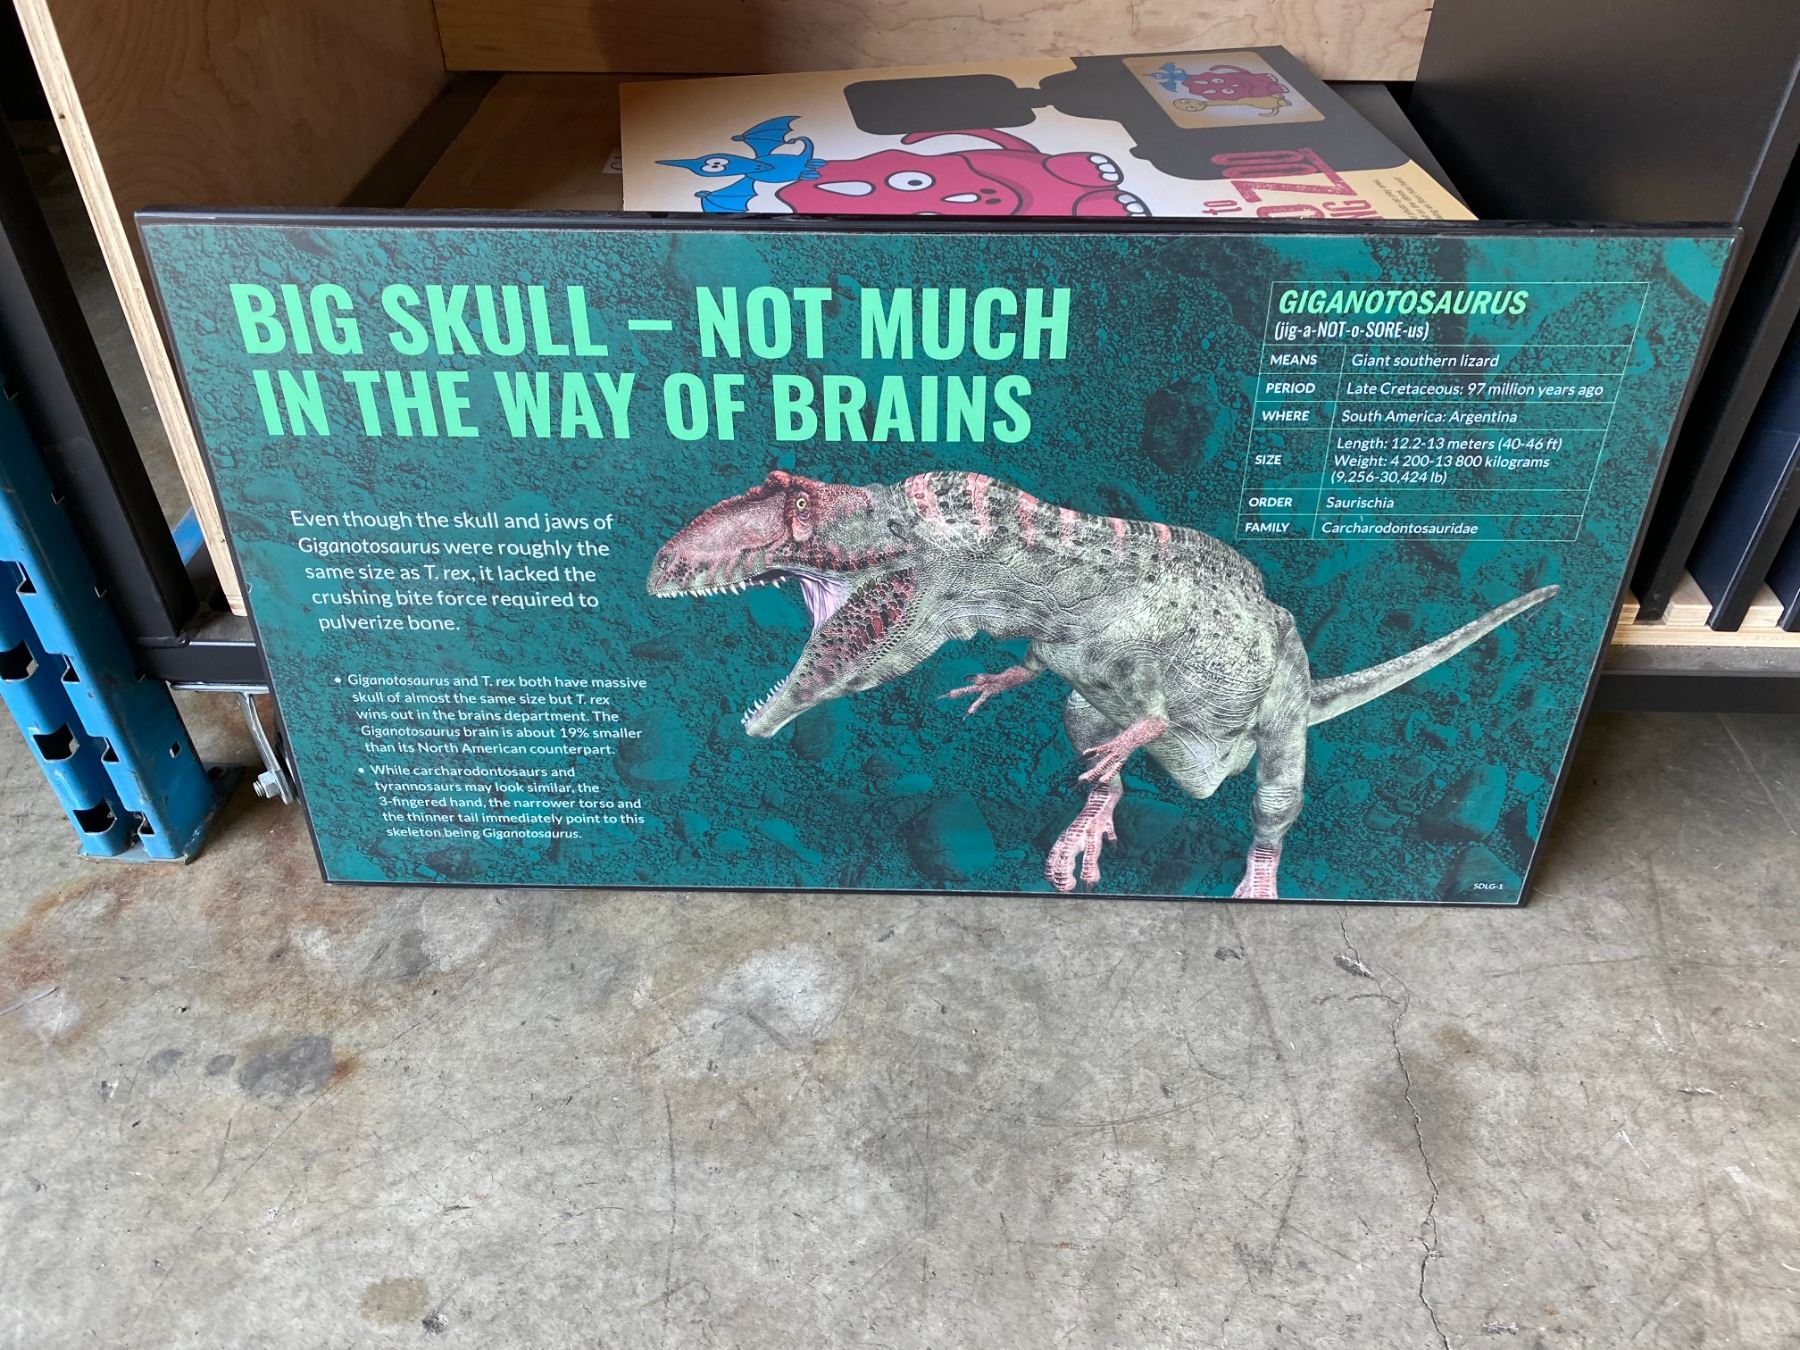 BIG SKULL – NOT MUCH
IN THE WAY OF BRAINS
Even though the skull and jaws of
Giganotosaurus were roughly the
same size as T. rex, it lacked the
crushing bite force required to
pulverize bone.
• Giganotosaurus and T. rex both have massive
skull of almost the same size but T. rex
wins out in the brains department. The
Giganotosaurus brain is about 19% smaller
than its North American counterpart.
• While carcharodontosaurs and
tyrannosaurs may look similar, the
3-fingered hand, the narrower torso and
the thinner tail immediately point to this
skeleton being Giganotosaurus.
GIGANOTOSAURUS
(jig-a-NOT-o-SORE-us)
MEANS Giant southern lizard
PERIOD Late Cretaceous: 97 million years ago
WHERE South America: Argentina
SIZE Length: 12.2-13 meters (40-46 ft)
Weight: 4 200-13 800 kilograms
(9,256-30,424 lb)
ORDER Saurischia
FAMILY Carcharodontosauridae
SDLG-1
to